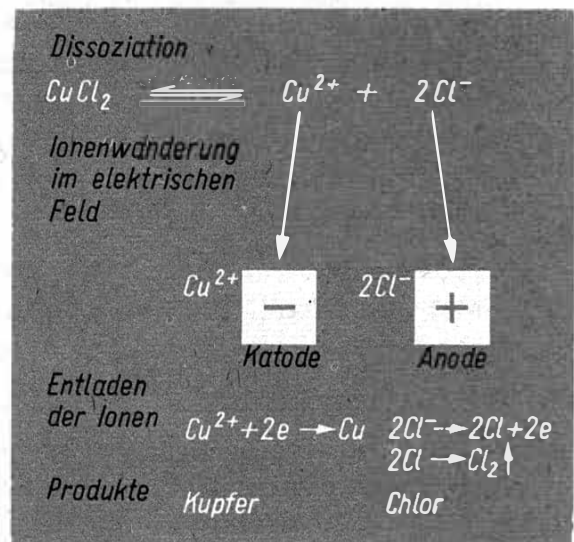 Dissoziation
CuCl₂ ⇌ Cu²⁺ + 2Cl⁻
Ionenwanderung
im elektrischen
Feld
Cu²⁺ − 2Cl⁻ +
Katode Anode
Entladen
der Ionen
Cu²⁺+2e → Cu 2Cl⁻ → 2Cl+2e
2Cl → Cl₂↑
Produkte Kupfer Chlor